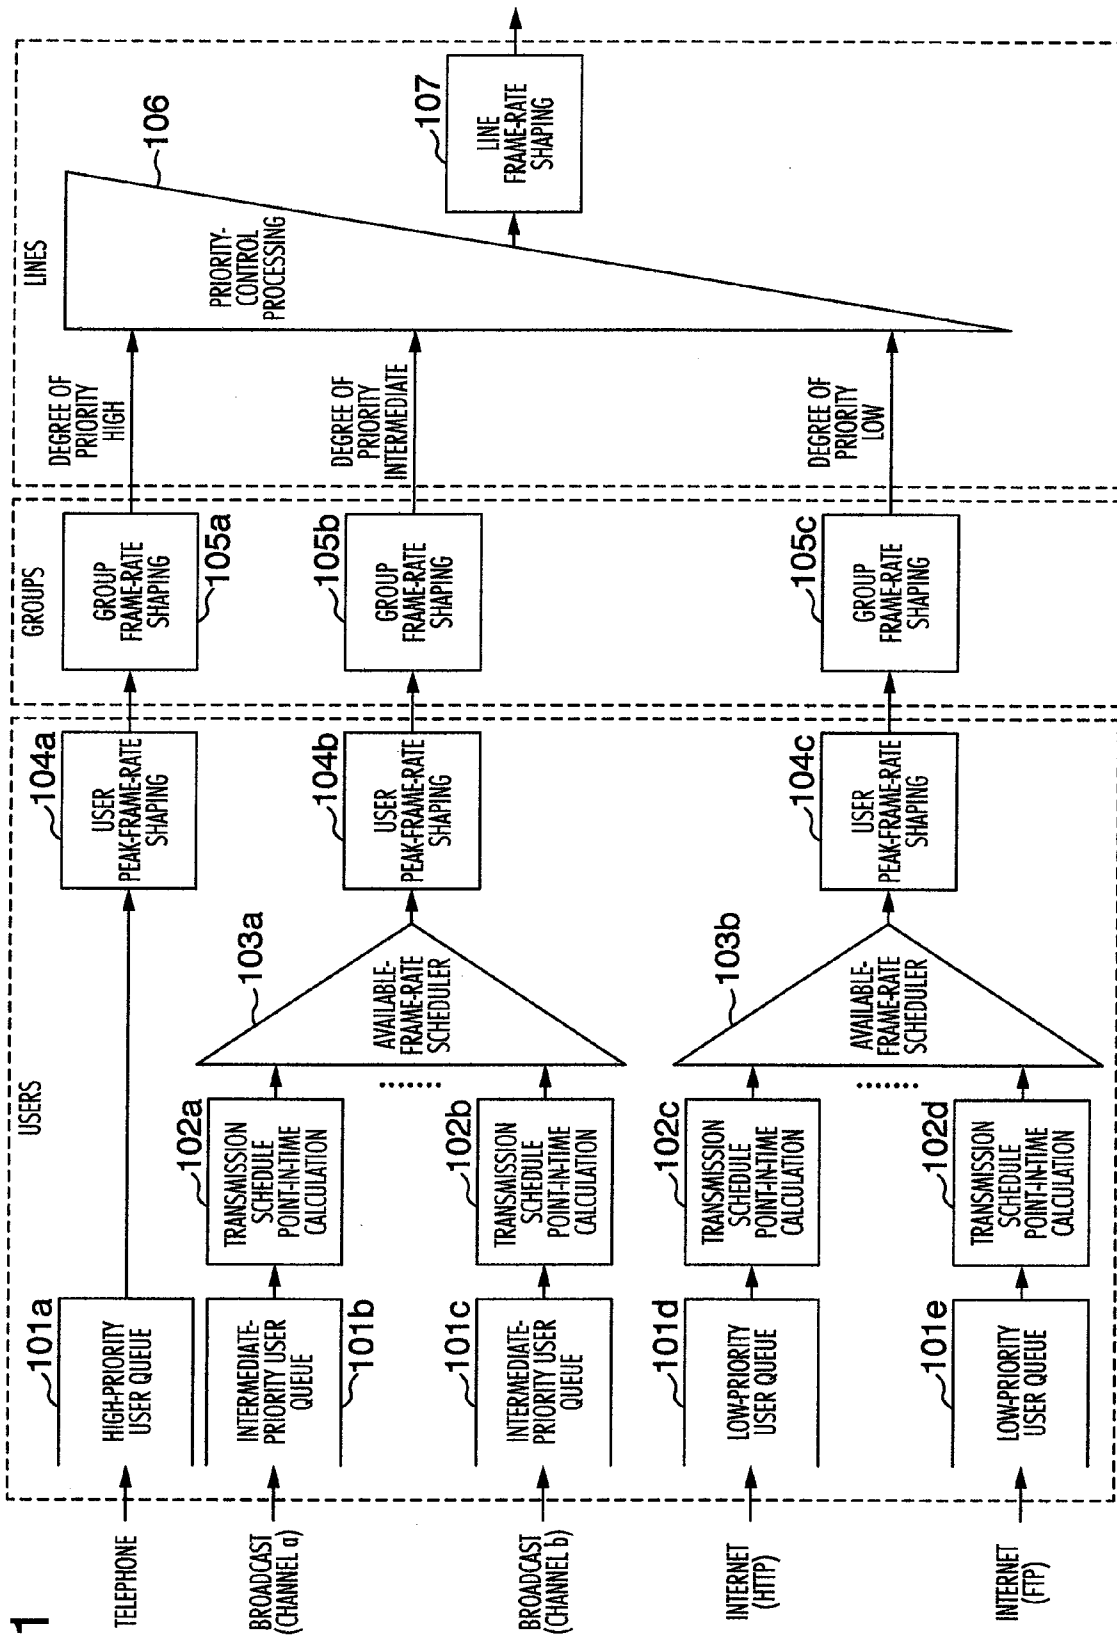 1
USERS
GROUPS
LINES
TELEPHONE
101a
HIGH-PRIORITY
USER QUEUE
104a
USER
PEAK-FRAME-RATE
SHAPING
GROUP
FRAME-RATE
SHAPING
105a
DEGREE OF
PRIORITY
HIGH
BROADCAST
(CHANNEL a)
INTERMEDIATE-
PRIORITY USER
QUEUE
101b
102a
TRANSMISSION
SCHEDULE
POINT-IN-TIME
CALCULATION
103a
AVAILABLE-
FRAME-RATE
SCHEDULER
104b
USER
PEAK-FRAME-RATE
SHAPING
105b
GROUP
FRAME-RATE
SHAPING
DEGREE OF
PRIORITY
INTERMEDIATE
BROADCAST
(CHANNEL b)
101c
INTERMEDIATE-
PRIORITY USER
QUEUE
102b
TRANSMISSION
SCHEDULE
POINT-IN-TIME
CALCULATION
INTERNET
(HTTP)
LOW-PRIORITY
USER QUEUE
101d
102c
TRANSMISSION
SCHEDULE
POINT-IN-TIME
CALCULATION
103b
AVAILABLE-
FRAME-RATE
SCHEDULER
104c
USER
PEAK-FRAME-RATE
SHAPING
105c
GROUP
FRAME-RATE
SHAPING
DEGREE OF
PRIORITY
LOW
INTERNET
(FTP)
101e
LOW-PRIORITY
USER QUEUE
102d
TRANSMISSION
SCHEDULE
POINT-IN-TIME
CALCULATION
106
PRIORITY-
CONTROL
PROCESSING
107
LINE
FRAME-RATE
SHAPING